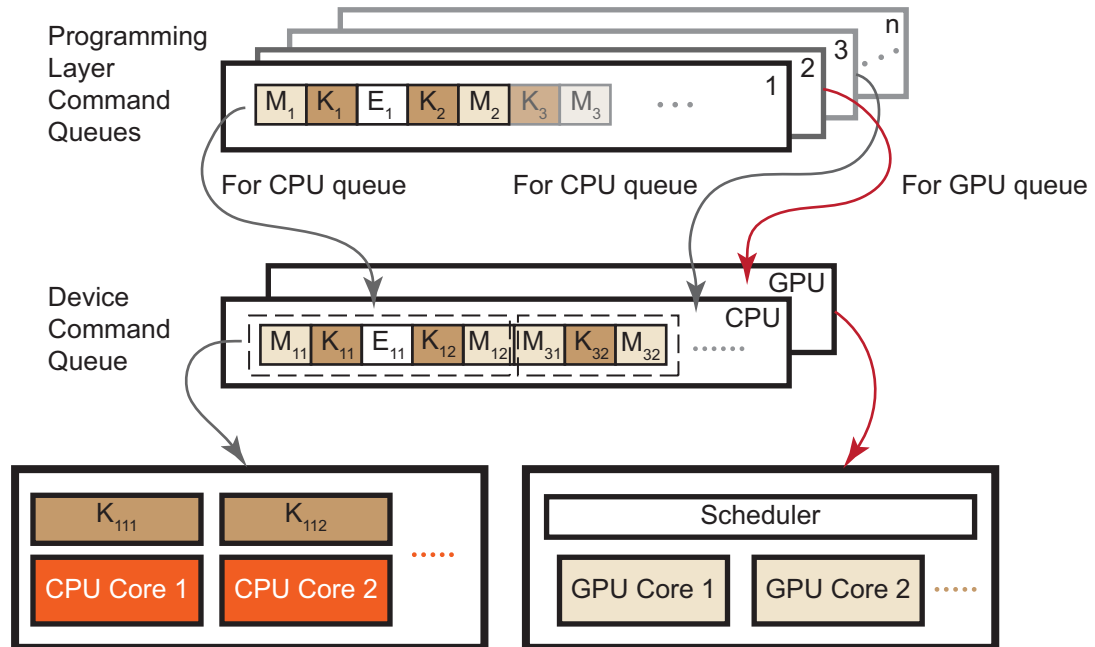 Programming
Layer
Command
Queues
n
3
2
1
M₁ K₁ E₁ K₂ M₂ K₃ M₃ ...
For CPU queue
For CPU queue
For GPU queue
Device
Command
Queue
GPU
CPU
M₁₁ K₁₁ E₁₁ K₁₂ M₁₂ M₃₁ K₃₂ M₃₂ ......
K₁₁₁
K₁₁₂
.....
CPU Core 1
CPU Core 2
Scheduler
GPU Core 1
GPU Core 2
.....